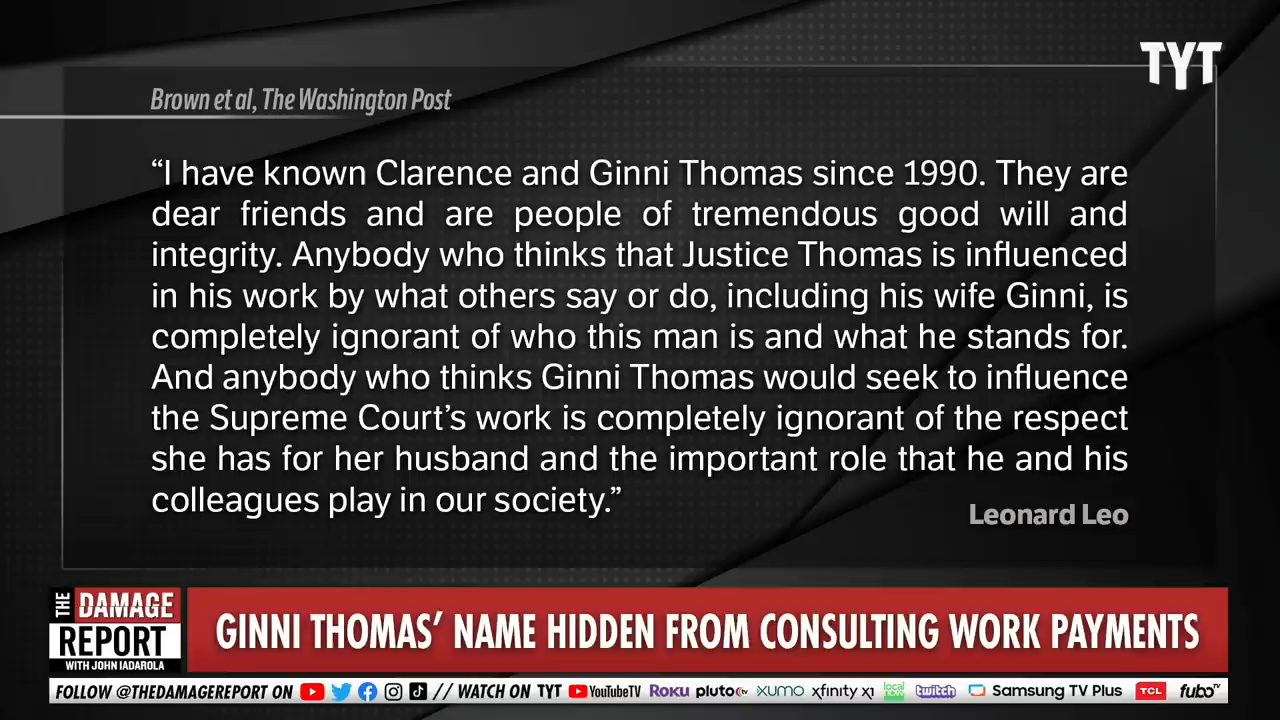 TYT
Brown et al, The Washington Post
“I have known Clarence and Ginni Thomas since 1990. They are
dear friends and are people of tremendous good will and
integrity. Anybody who thinks that Justice Thomas is influenced
in his work by what others say or do, including his wife Ginni, is
completely ignorant of who this man is and what he stands for.
And anybody who thinks Ginni Thomas would seek to influence
the Supreme Court’s work is completely ignorant of the respect
she has for her husband and the important role that he and his
colleagues play in our society.”
Leonard Leo
THE DAMAGE
REPORT
WITH JOHN IADAROLA
GINNI THOMAS’ NAME HIDDEN FROM CONSULTING WORK PAYMENTS
FOLLOW @THEDAMAGEREPORT ON // WATCH ON TYT YouTubeTV Roku pluto tv XUMO xfinity x1 local now twitch Samsung TV Plus TCL fubo TV